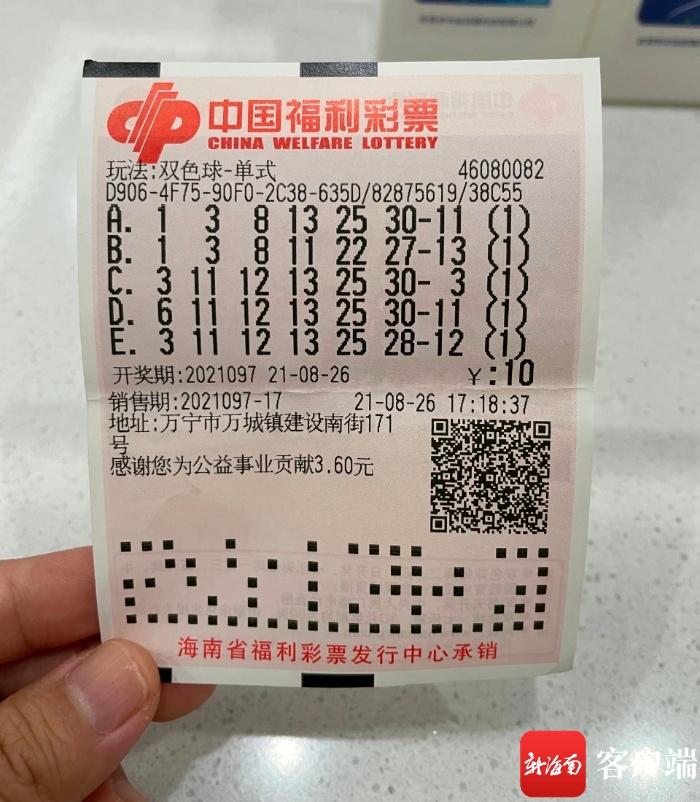 中国福利彩票
CHINA WELFARE LOTTERY
玩法:双色球-单式 46080082
D906-4F75-90F0-2C38-635D/82875619/38C55
A. 1 3 8 13 25 30-11 (1)
B. 1 3 8 11 22 27-13 (1)
C. 3 11 12 13 25 30- 3 (1)
D. 6 11 12 13 25 30-11 (1)
E. 3 11 12 13 25 28-12 (1)
开奖期:2021097 21-08-26 ￥:10
销售期:2021097-17 21-08-26 17:18:37
地址:万宁市万城镇建设南街171
号
感谢您为公益事业贡献3.60元
海南省福利彩票发行中心承销
新海南 客户端